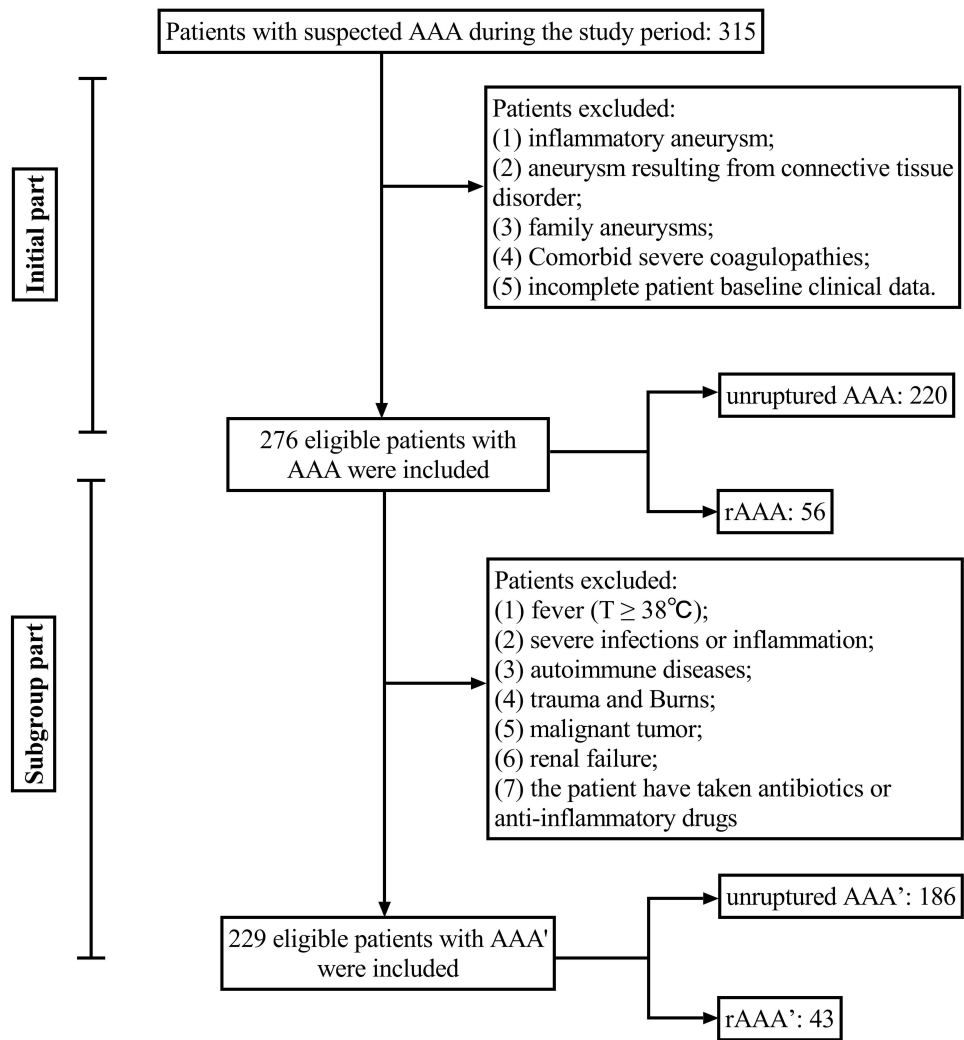 Patients with suspected AAA during the study period: 315
Initial part
Patients excluded:
(1) inflammatory aneurysm;
(2) aneurysm resulting from connective tissue
disorder;
(3) family aneurysms;
(4) Comorbid severe coagulopathies;
(5) incomplete patient baseline clinical data.
unruptured AAA: 220
276 eligible patients with
AAA were included
rAAA: 56
Subgroup part
Patients excluded:
(1) fever (T ≥ 38℃);
(2) severe infections or inflammation;
(3) autoimmune diseases;
(4) trauma and Burns;
(5) malignant tumor;
(6) renal failure;
(7) the patient have taken antibiotics or
anti-inflammatory drugs
unruptured AAA’: 186
229 eligible patients with AAA'
were included
rAAA’: 43